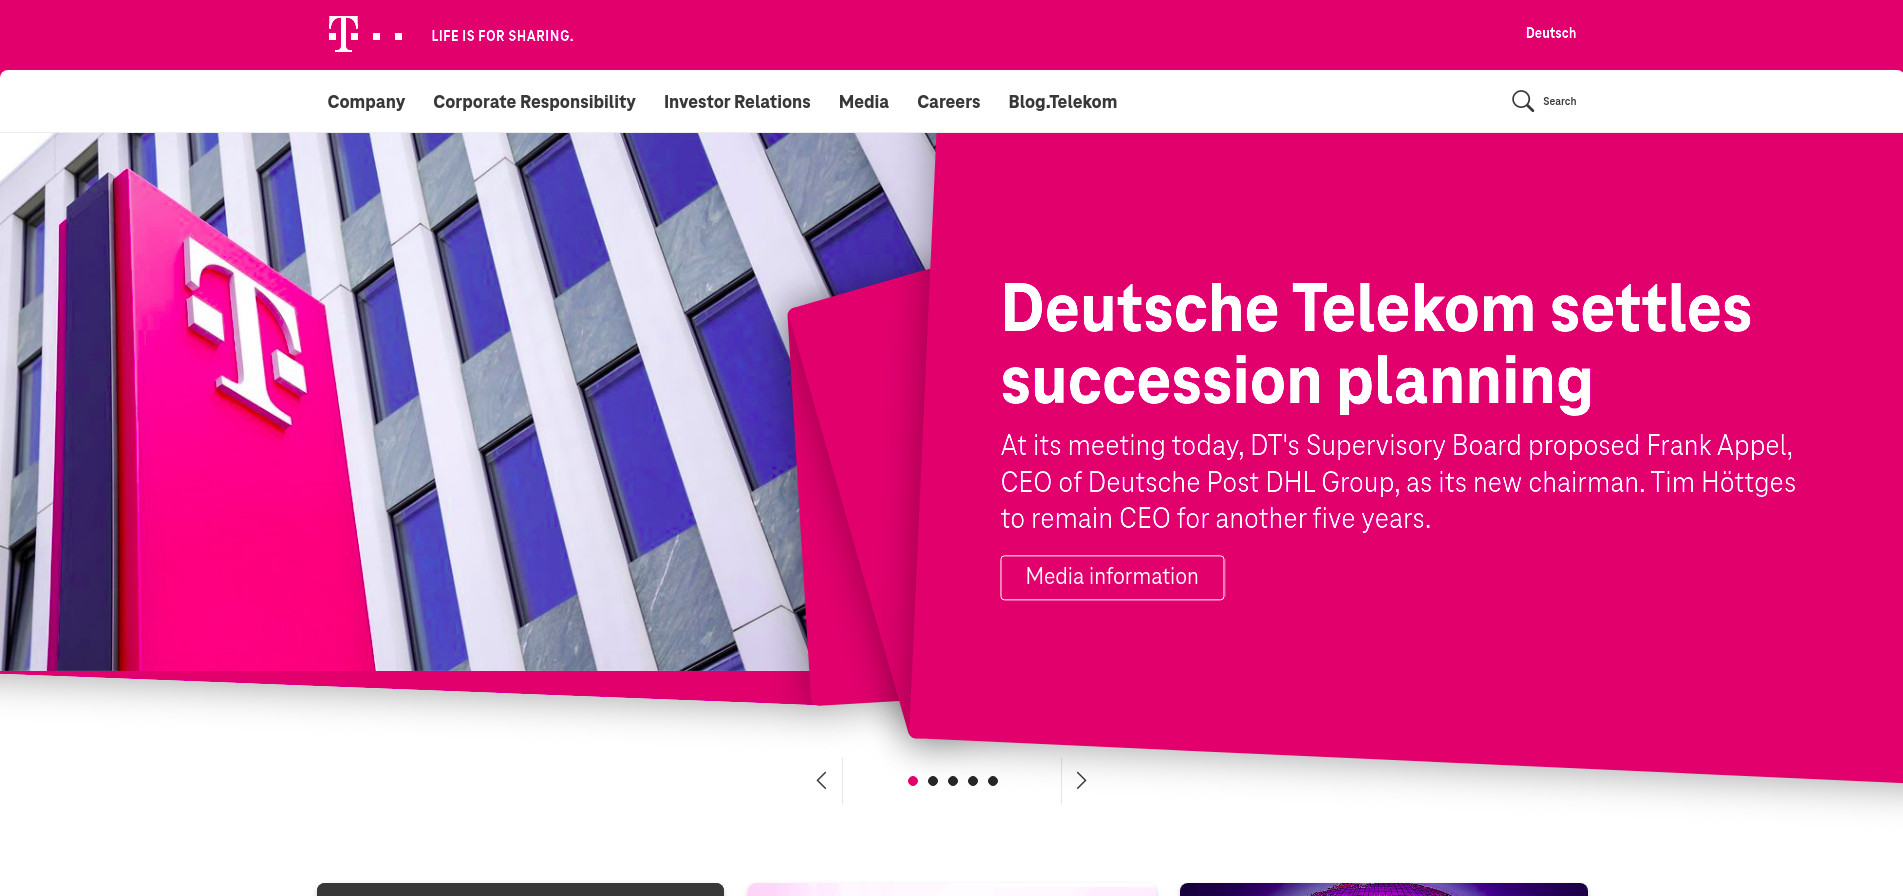 T
LIFE IS FOR SHARING.
Deutsch
Company Corporate Responsibility Investor Relations Media Careers Blog.Telekom
Search
T
Deutsche Telekom settles
succession planning
At its meeting today, DT's Supervisory Board proposed Frank Appel,
CEO of Deutsche Post DHL Group, as its new chairman. Tim Höttges
to remain CEO for another five years.
Media information